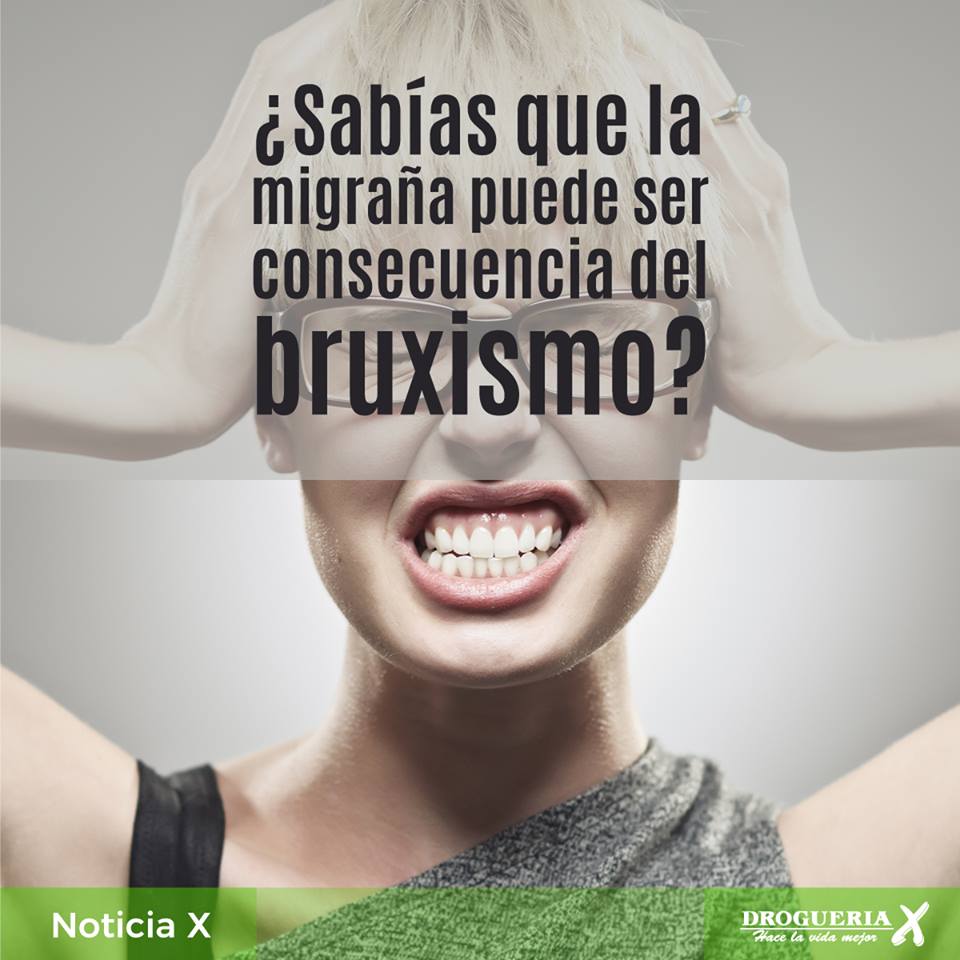 ¿Sabías que la
migraña puede ser
consecuencia del
bruxismo?
Noticia X
DROGUERIA X
Hace la vida mejor